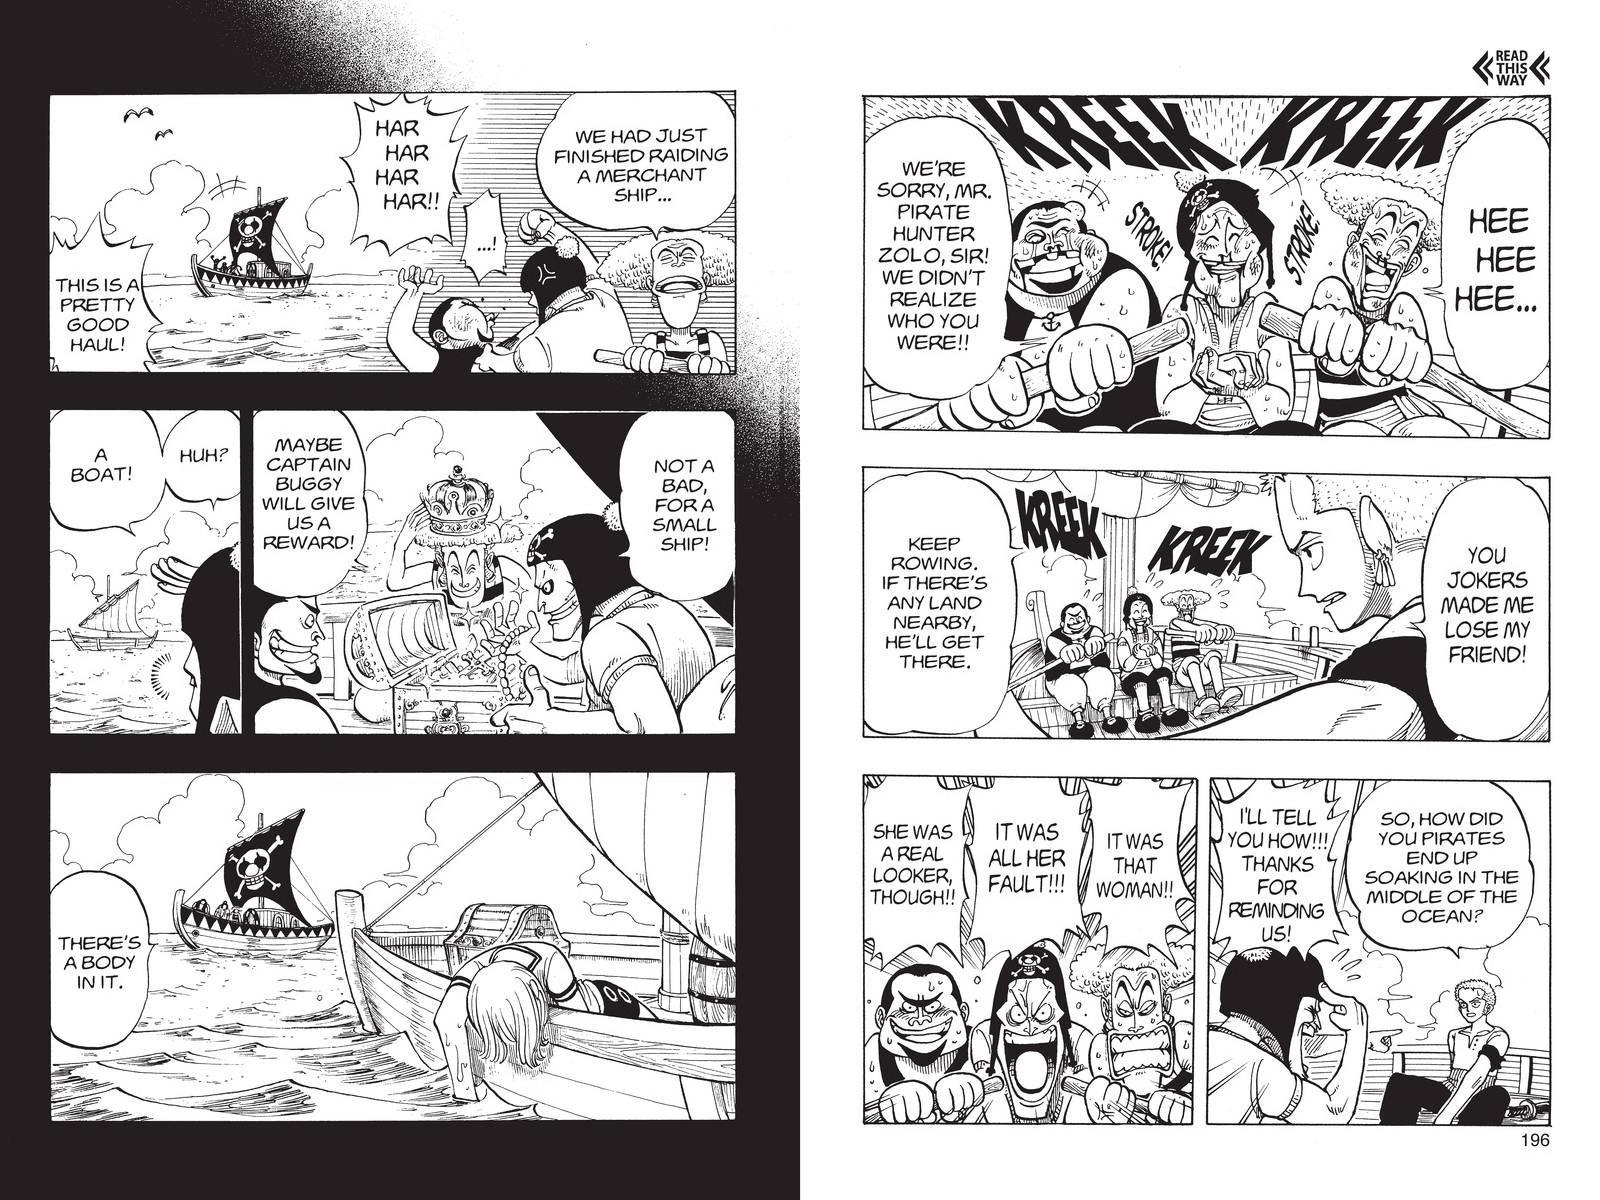 READ
THIS
WAY
KREEK
KREEK
HEE
HEE
HEE...
STROKE!
STROKE!
WE'RE
SORRY, MR.
PIRATE
HUNTER
ZOLO, SIR!
WE DIDN'T
REALIZE
WHO YOU
WERE!!
YOU
JOKERS
MADE ME
LOSE MY
FRIEND!
KREEK
KREEK
KEEP
ROWING.
IF THERE'S
ANY LAND
NEARBY,
HE'LL GET
THERE.
SO, HOW DID
YOU PIRATES
END UP
SOAKING IN THE
MIDDLE OF THE
OCEAN?
I'LL TELL
YOU HOW!!!
THANKS
FOR
REMINDING
US!
IT WAS
THAT
WOMAN!!
IT WAS
ALL HER
FAULT!!!
SHE WAS
A REAL
LOOKER,
THOUGH!!
196
WE HAD JUST
FINISHED RAIDING
A MERCHANT
SHIP...
...!
HAR
HAR
HAR
HAR!!
THIS IS A
PRETTY
GOOD
HAUL!
NOT A
BAD,
FOR A
SMALL
SHIP!
MAYBE
CAPTAIN
BUGGY
WILL GIVE
US A
REWARD!
HUH?
A
BOAT!
THERE'S
A BODY
IN IT.